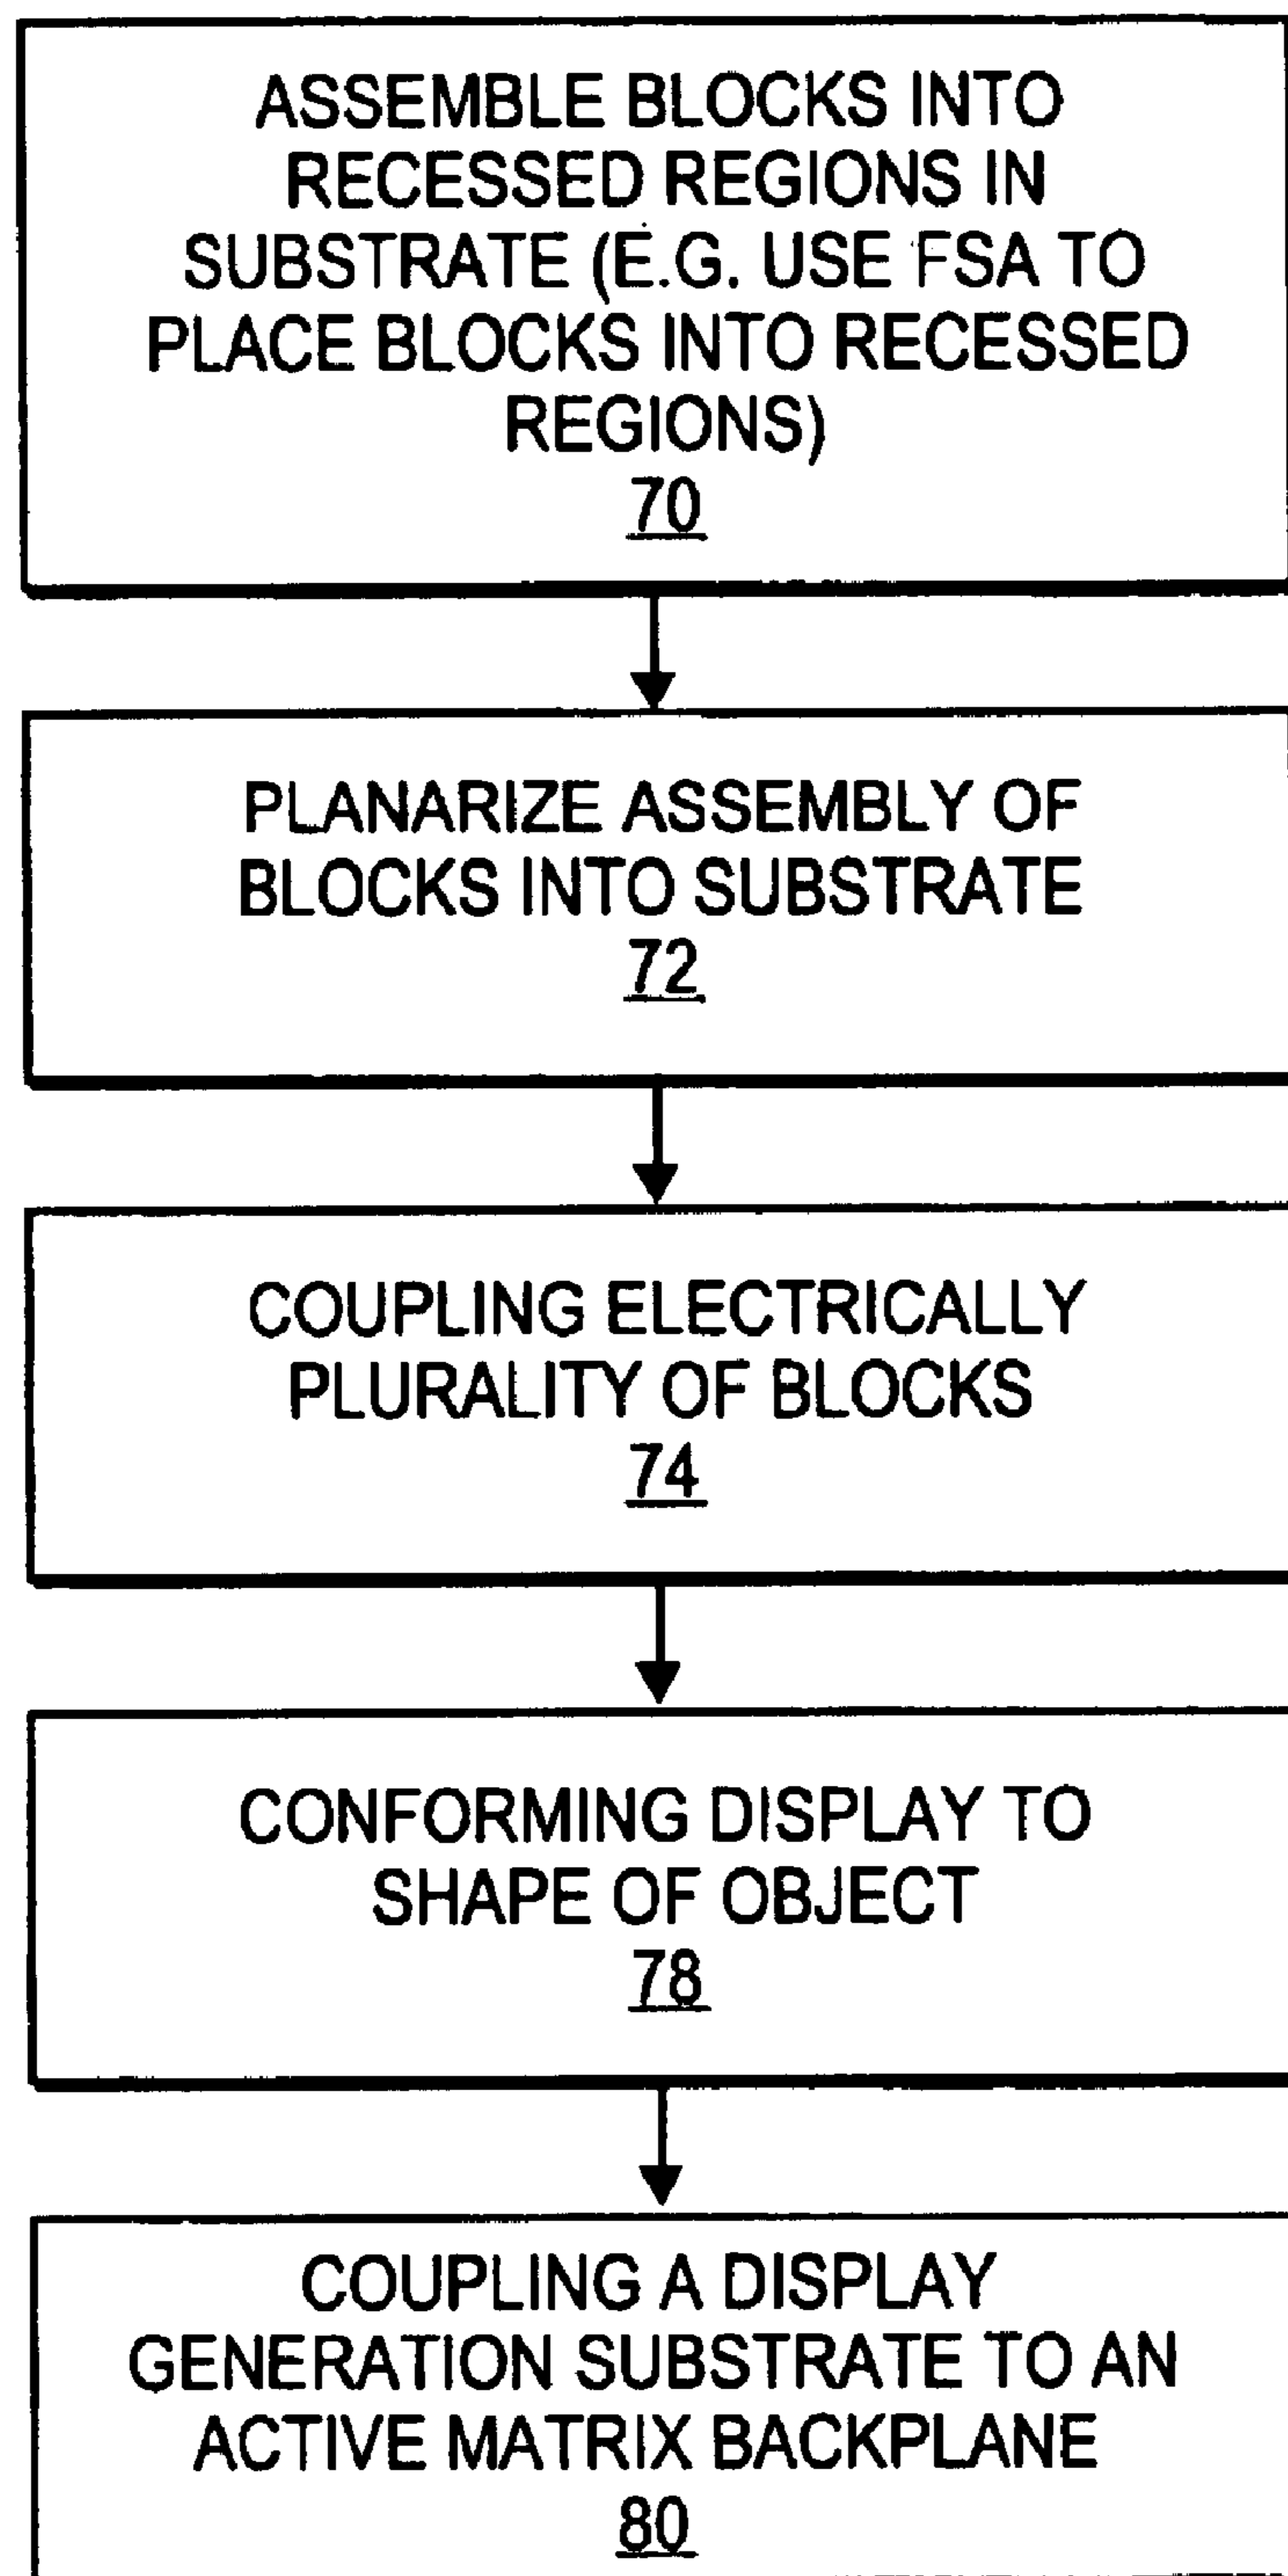 ASSEMBLE BLOCKS INTO
RECESSED REGIONS IN
SUBSTRATE (E.G. USE FSA TO
PLACE BLOCKS INTO RECESSED
REGIONS)
70
PLANARIZE ASSEMBLY OF
BLOCKS INTO SUBSTRATE
72
COUPLING ELECTRICALLY
PLURALITY OF BLOCKS
74
CONFORMING DISPLAY TO
SHAPE OF OBJECT
78
COUPLING A DISPLAY
GENERATION SUBSTRATE TO AN
ACTIVE MATRIX BACKPLANE
80